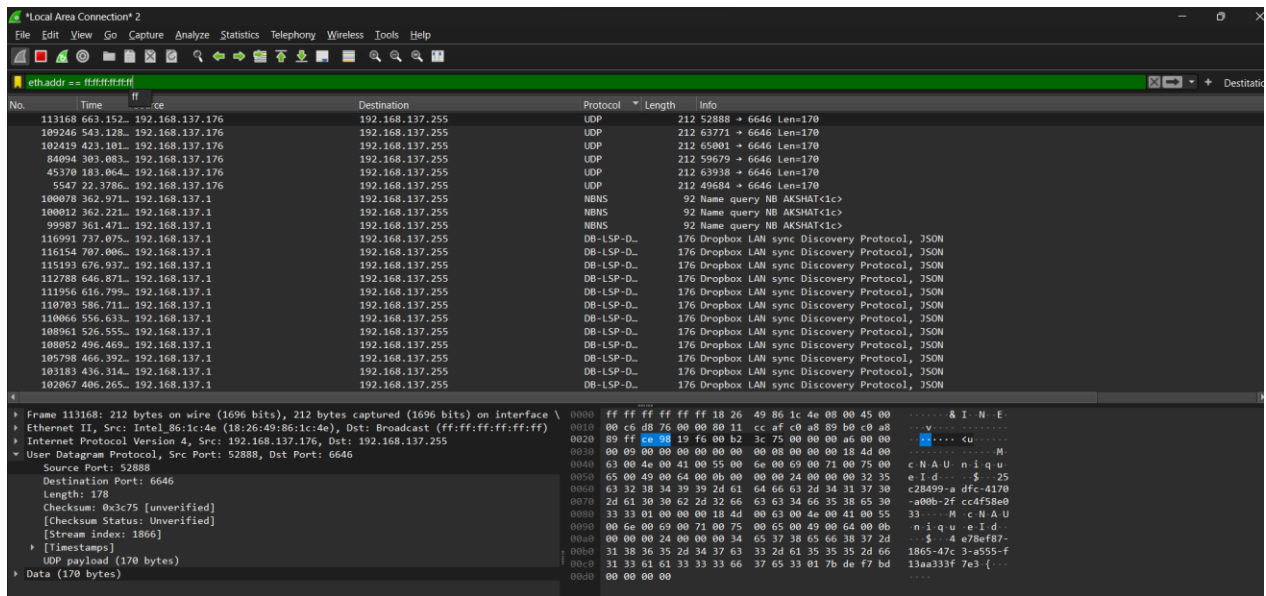 *Local Area Connection* 2
File Edit View Go Capture Analyze Statistics Telephony Wireless Tools Help
eth.addr == ff:ff:ff:ff:ff:ff
Destitatio
ff
No. Time rce Destination Protocol Length Info
113168 663.152… 192.168.137.176 192.168.137.255 UDP 212 52888 → 6646 Len=170
109246 543.128… 192.168.137.176 192.168.137.255 UDP 212 63771 → 6646 Len=170
102419 423.101… 192.168.137.176 192.168.137.255 UDP 212 65001 → 6646 Len=170
84094 303.083… 192.168.137.176 192.168.137.255 UDP 212 59679 → 6646 Len=170
45370 183.064… 192.168.137.176 192.168.137.255 UDP 212 63938 → 6646 Len=170
5547 22.3786… 192.168.137.176 192.168.137.255 UDP 212 49684 → 6646 Len=170
100078 362.971… 192.168.137.1 192.168.137.255 NBNS 92 Name query NB AKSHAT<1c>
100012 362.221… 192.168.137.1 192.168.137.255 NBNS 92 Name query NB AKSHAT<1c>
99987 361.471… 192.168.137.1 192.168.137.255 NBNS 92 Name query NB AKSHAT<1c>
116991 737.075… 192.168.137.1 192.168.137.255 DB-LSP-D… 176 Dropbox LAN sync Discovery Protocol, JSON
116154 707.006… 192.168.137.1 192.168.137.255 DB-LSP-D… 176 Dropbox LAN sync Discovery Protocol, JSON
115193 676.937… 192.168.137.1 192.168.137.255 DB-LSP-D… 176 Dropbox LAN sync Discovery Protocol, JSON
112788 646.871… 192.168.137.1 192.168.137.255 DB-LSP-D… 176 Dropbox LAN sync Discovery Protocol, JSON
111956 616.799… 192.168.137.1 192.168.137.255 DB-LSP-D… 176 Dropbox LAN sync Discovery Protocol, JSON
110703 586.711… 192.168.137.1 192.168.137.255 DB-LSP-D… 176 Dropbox LAN sync Discovery Protocol, JSON
110066 556.633… 192.168.137.1 192.168.137.255 DB-LSP-D… 176 Dropbox LAN sync Discovery Protocol, JSON
108961 526.555… 192.168.137.1 192.168.137.255 DB-LSP-D… 176 Dropbox LAN sync Discovery Protocol, JSON
108052 496.469… 192.168.137.1 192.168.137.255 DB-LSP-D… 176 Dropbox LAN sync Discovery Protocol, JSON
105798 466.392… 192.168.137.1 192.168.137.255 DB-LSP-D… 176 Dropbox LAN sync Discovery Protocol, JSON
103183 436.314… 192.168.137.1 192.168.137.255 DB-LSP-D… 176 Dropbox LAN sync Discovery Protocol, JSON
102067 406.265… 192.168.137.1 192.168.137.255 DB-LSP-D… 176 Dropbox LAN sync Discovery Protocol, JSON
Frame 113168: 212 bytes on wire (1696 bits), 212 bytes captured (1696 bits) on interface \
Ethernet II, Src: Intel_86:1c:4e (18:26:49:86:1c:4e), Dst: Broadcast (ff:ff:ff:ff:ff:ff)
Internet Protocol Version 4, Src: 192.168.137.176, Dst: 192.168.137.255
User Datagram Protocol, Src Port: 52888, Dst Port: 6646
Source Port: 52888
Destination Port: 6646
Length: 178
Checksum: 0x3c75 [unverified]
[Checksum Status: Unverified]
[Stream index: 1866]
[Timestamps]
UDP payload (170 bytes)
Data (170 bytes)
0000 ff ff ff ff ff ff 18 26 49 86 1c 4e 08 00 45 00 ·······& I··N··E·
0010 00 c6 d8 76 00 00 80 11 cc af c0 a8 89 b0 c0 a8 ···v···· ········
0020 89 ff ce 98 19 f6 00 b2 3c 75 00 00 00 a6 00 00 ········ <u······
0030 00 09 00 00 00 00 00 00 00 08 00 00 00 18 4d 00 ········ ······M·
0040 63 00 4e 00 41 00 55 00 6e 00 69 00 71 00 75 00 c·N·A·U· n·i·q·u·
0050 65 00 49 00 64 00 0b 00 00 00 24 00 00 00 32 35 e·I·d··· ··$···25
0060 63 32 38 34 39 39 2d 61 64 66 63 2d 34 31 37 30 c28499-a dfc-4170
0070 2d 61 30 30 62 2d 32 66 63 63 34 66 35 38 65 30 -a00b-2f cc4f58e0
0080 33 33 01 00 00 00 18 4d 00 63 00 4e 00 41 00 55 33·····M ·c·N·A·U
0090 00 6e 00 69 00 71 00 75 00 65 00 49 00 64 00 0b ·n·i·q·u ·e·I·d··
00a0 00 00 00 24 00 00 00 34 65 37 38 65 66 38 37 2d ···$···4 e78ef87-
00b0 31 38 36 35 2d 34 37 63 33 2d 61 35 35 35 2d 66 1865-47c 3-a555-f
00c0 31 33 61 61 33 33 33 66 37 65 33 01 7b de f7 bd 13aa333f 7e3·{···
00d0 00 00 00 00 ····